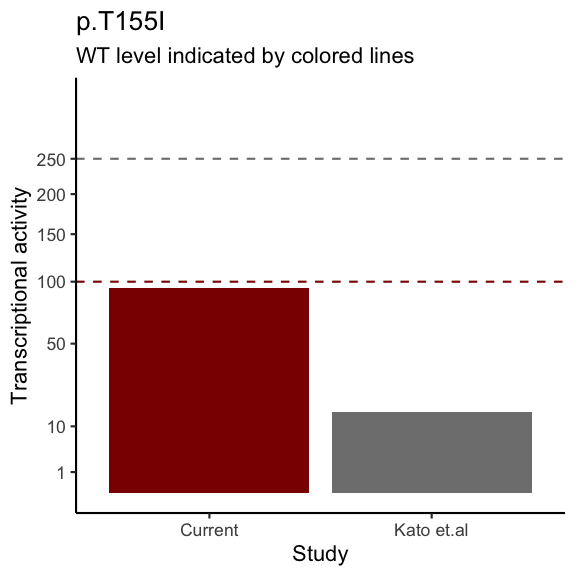 p.T155I
WT level indicated by colored lines
Transcriptional activity
250
200
150
100
50
10
1
Current
Kato et.al
Study